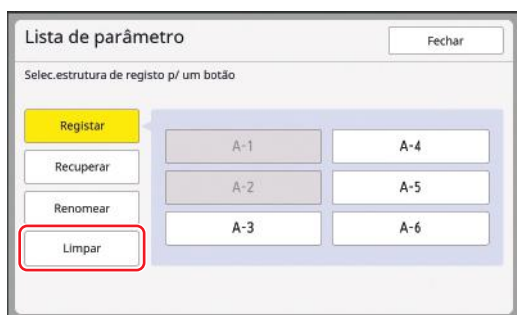 Lista de parâmetro
Fechar
Selec.estrutura de registo p/ um botão
Registar
Recuperar
Renomear
Limpar
A-1
A-4
A-2
A-5
A-3
A-6